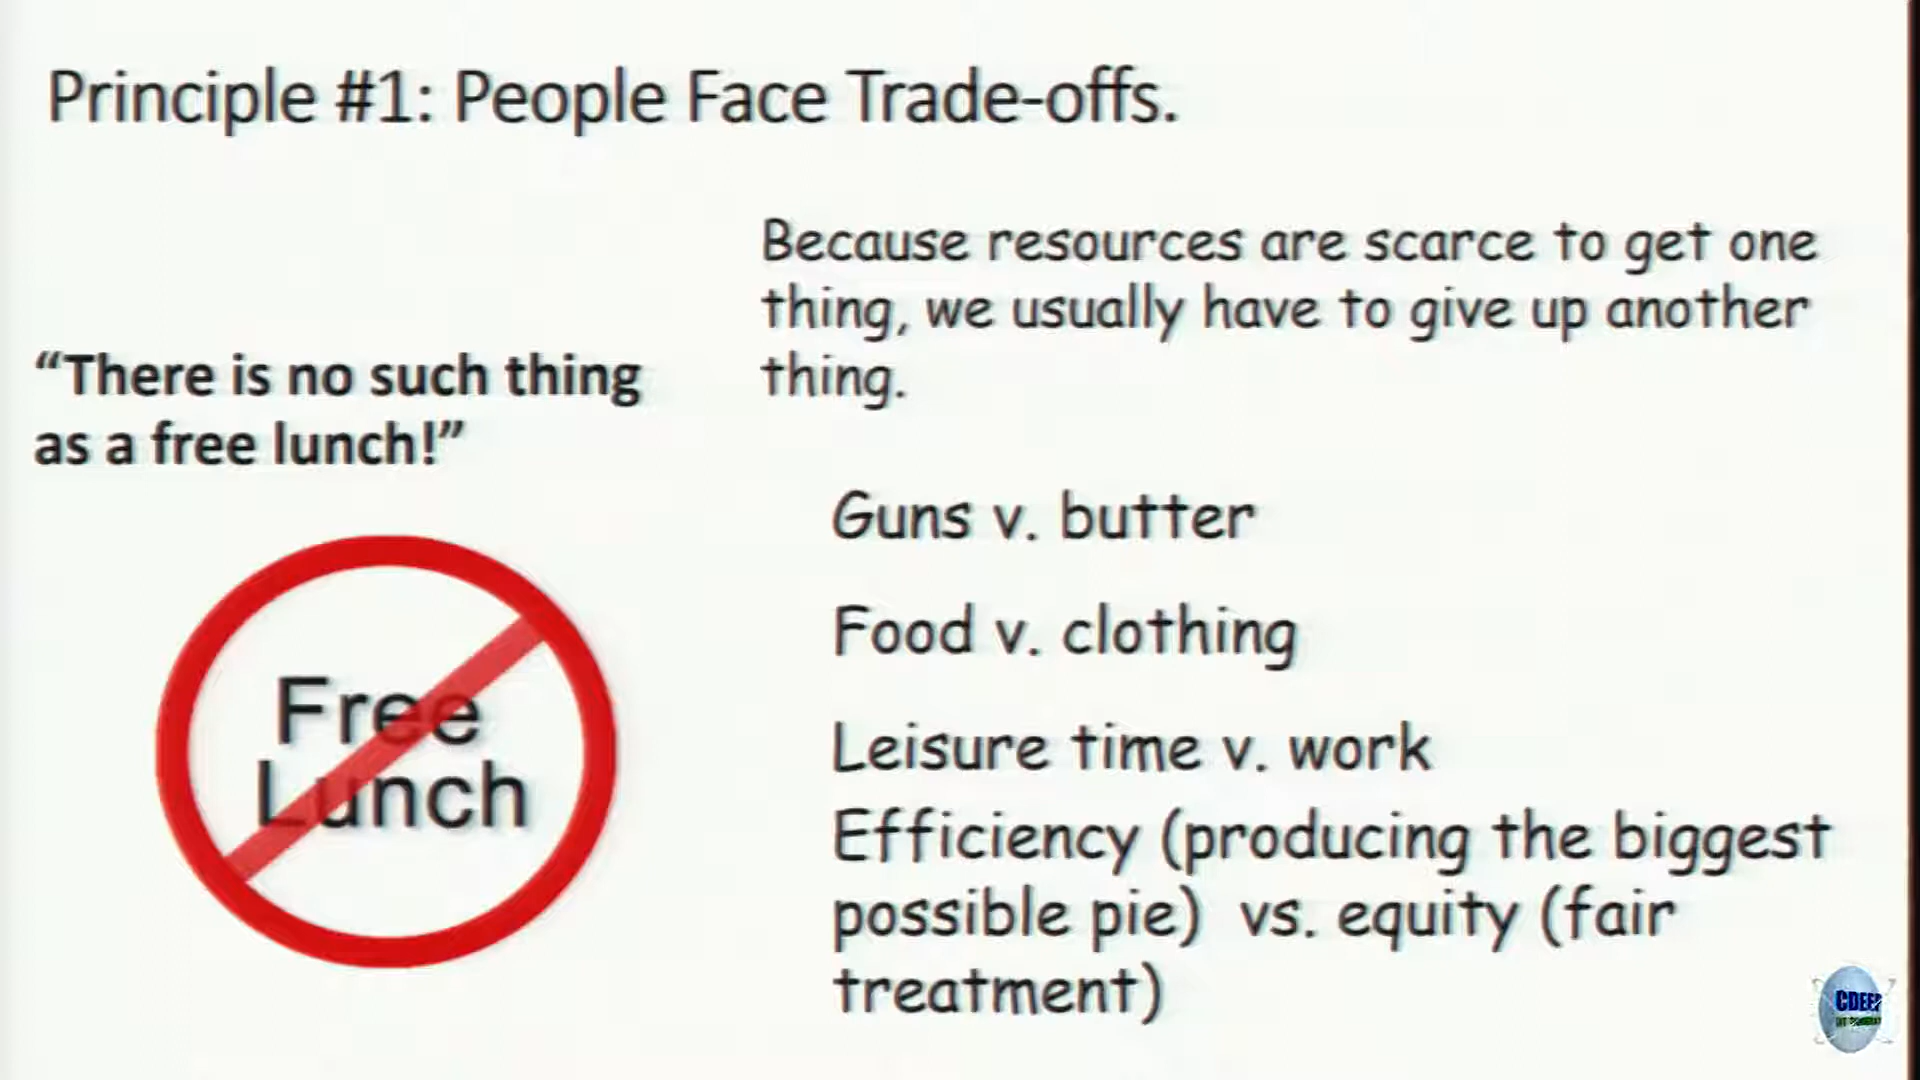 Principle #1: People Face Trade-offs.
Because resources are scarce to get one
thing, we usually have to give up another
thing.
“There is no such thing
as a free lunch!”
Free
Lunch
Guns v. butter
Food v. clothing
Leisure time v. work
Efficiency (producing the biggest
possible pie) vs. equity (fair
treatment)
CDEEP